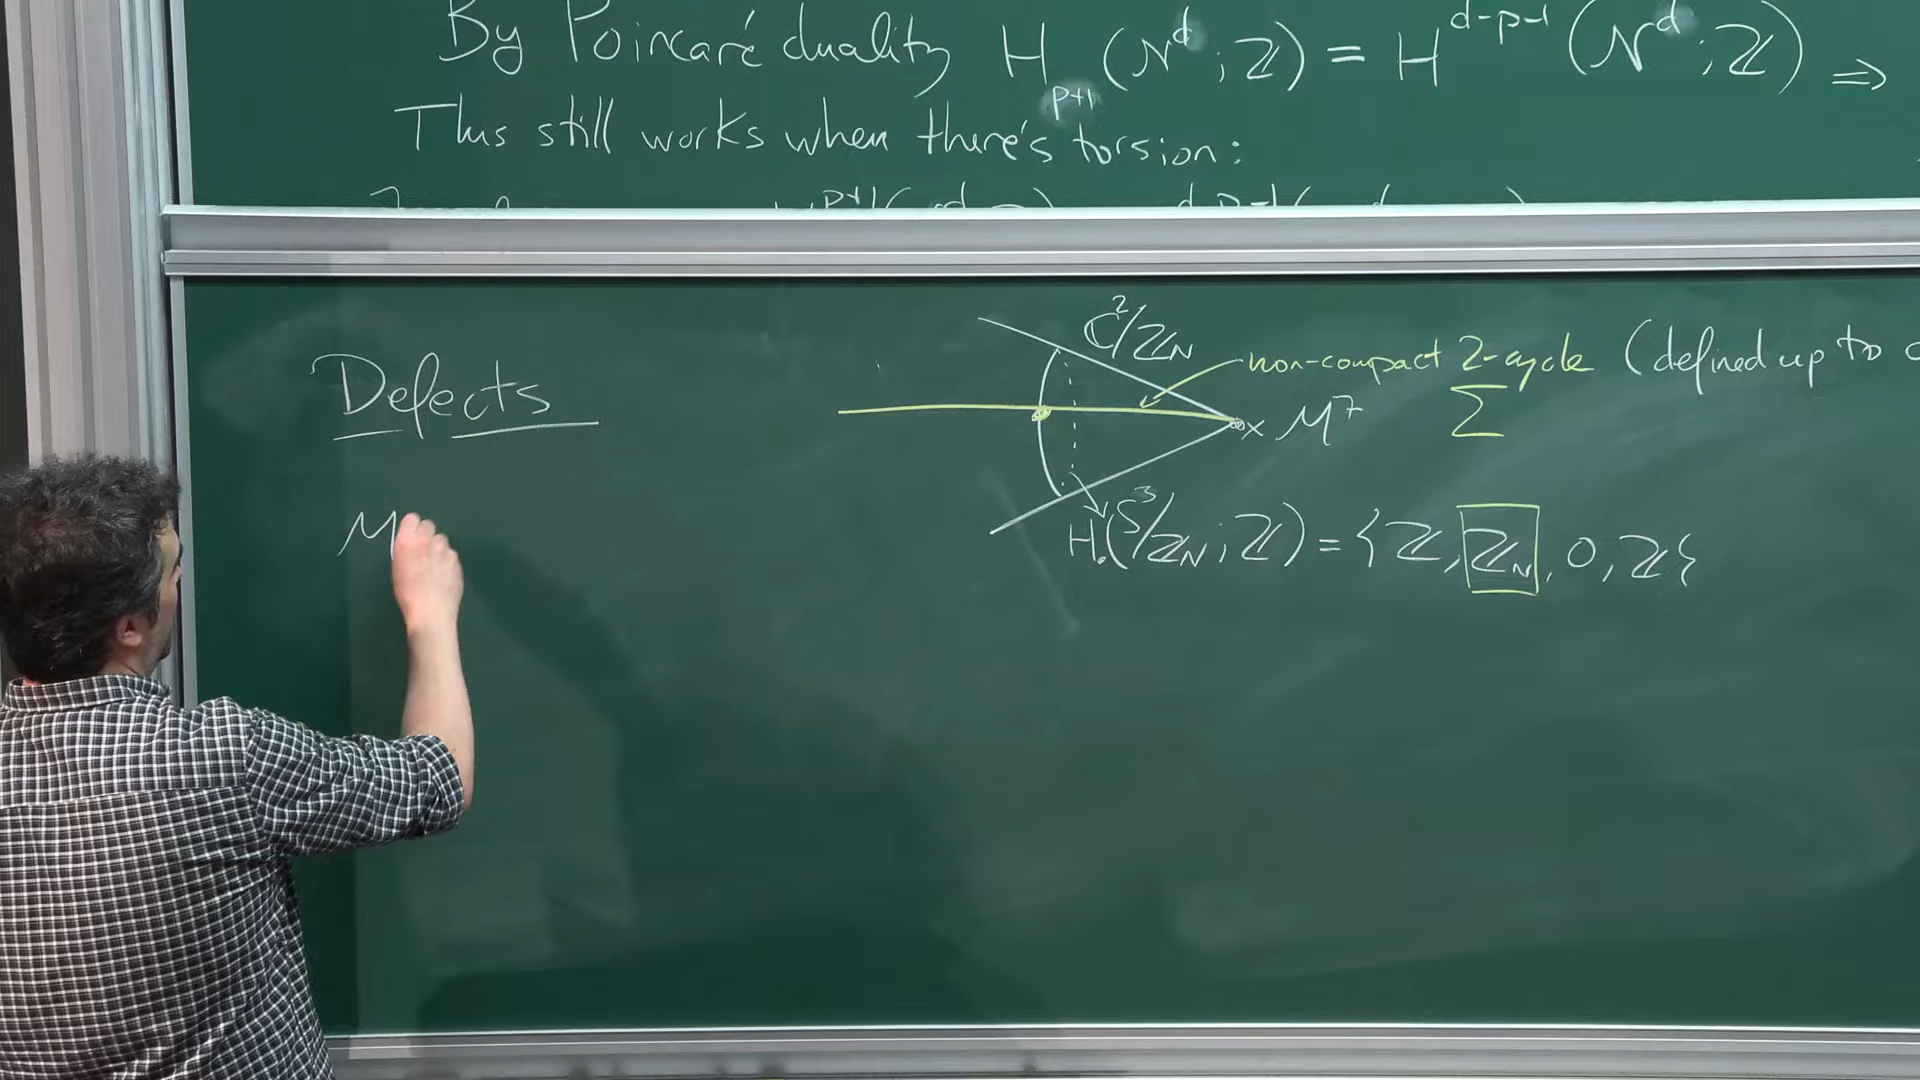 By Poincaré duality H_{p+1} (N^d ; ℤ) = H^{d-p-1} (N^d ; ℤ) ⇒
This still works when there's torsion:
Defects
ℂ²/ℤ_N
non-compact 2-cycle (defined up to
Σ
× M⁷
H.(S³/ℤ_N ; ℤ) = {ℤ, ℤ_N, 0, ℤ}
M